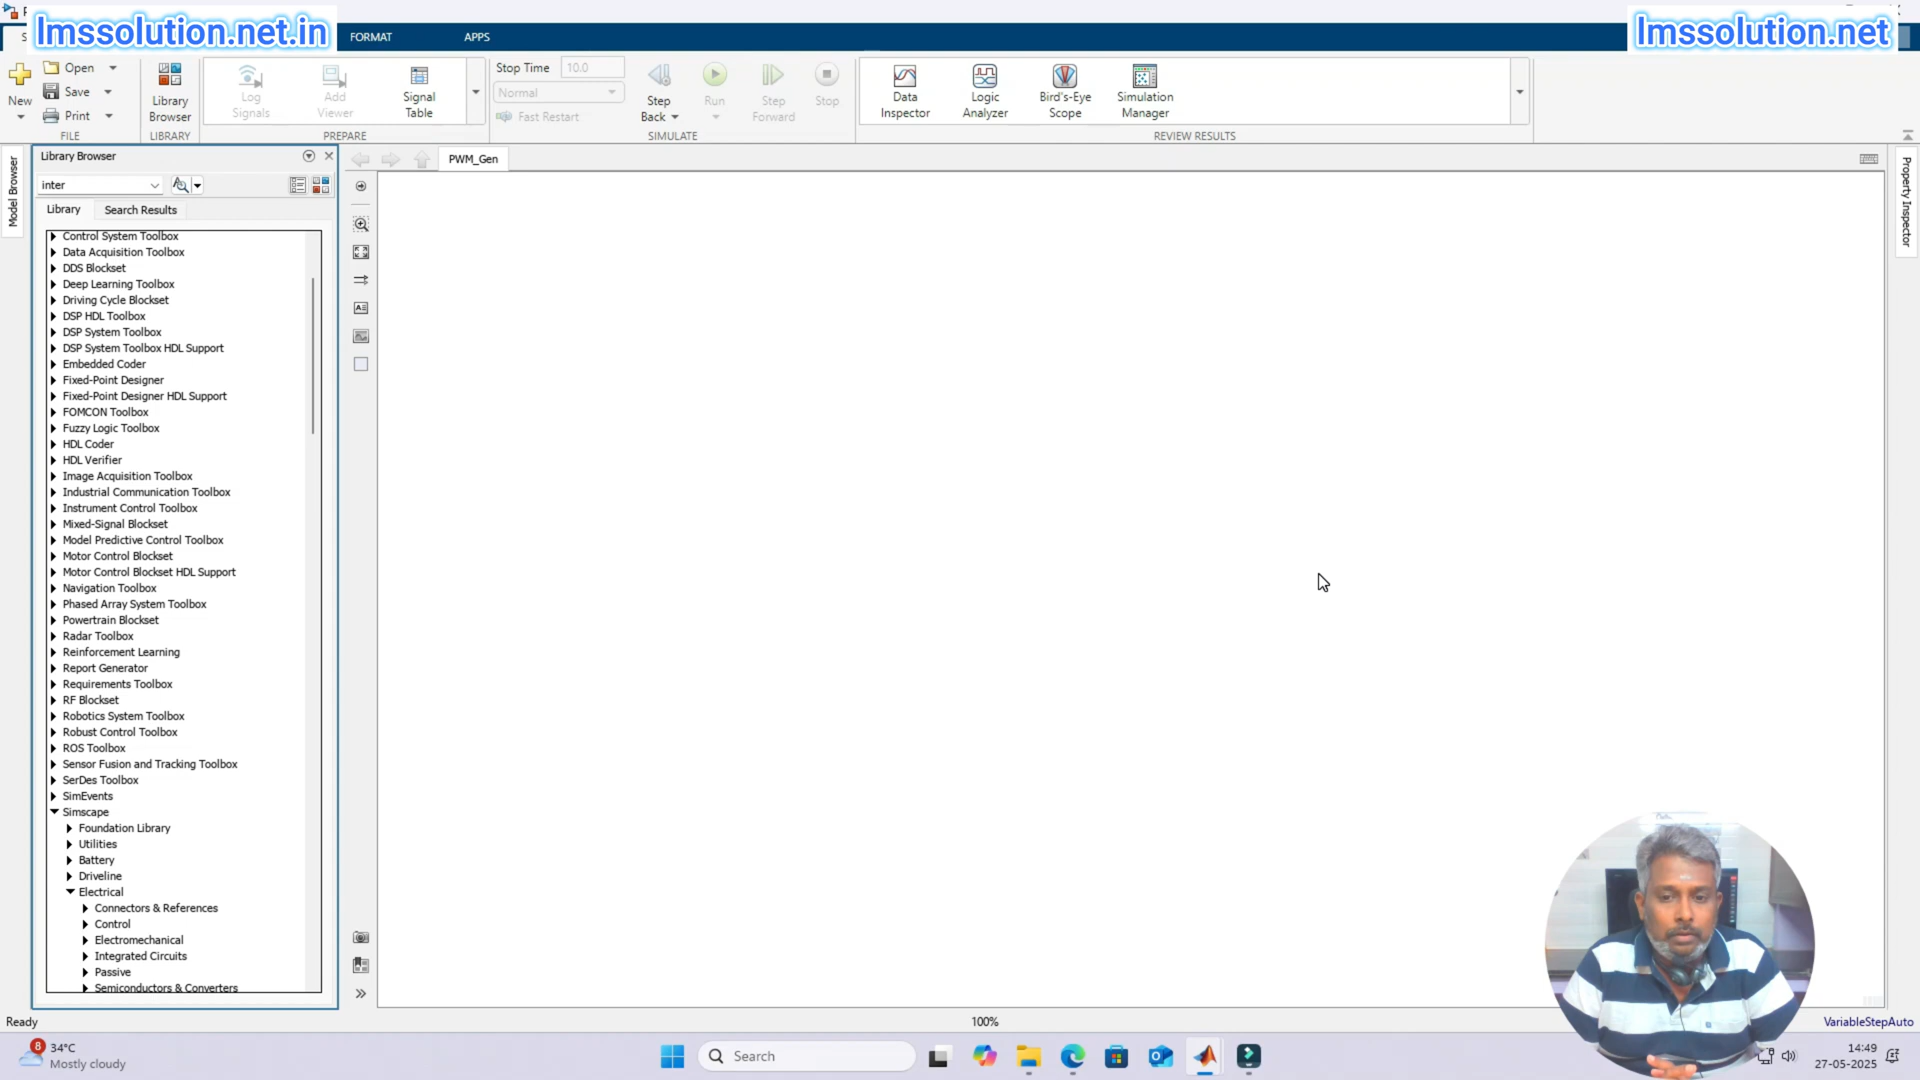 lmssolution.net.in
FORMAT
APPS
lmssolution.net
New
Open
Save
Print
FILE
Library
Browser
LIBRARY
Log
Signals
Add
Viewer
Signal
Table
PREPARE
Stop Time 10.0
Normal
Fast Restart
Step
Back
Run
Step
Forward
Stop
SIMULATE
Data
Inspector
Logic
Analyzer
Bird's-Eye
Scope
Simulation
Manager
REVIEW RESULTS
Model Browser
Library Browser
inter
Library
Search Results
Control System Toolbox
Data Acquisition Toolbox
DDS Blockset
Deep Learning Toolbox
Driving Cycle Blockset
DSP HDL Toolbox
DSP System Toolbox
DSP System Toolbox HDL Support
Embedded Coder
Fixed-Point Designer
Fixed-Point Designer HDL Support
FOMCON Toolbox
Fuzzy Logic Toolbox
HDL Coder
HDL Verifier
Image Acquisition Toolbox
Industrial Communication Toolbox
Instrument Control Toolbox
Mixed-Signal Blockset
Model Predictive Control Toolbox
Motor Control Blockset
Motor Control Blockset HDL Support
Navigation Toolbox
Phased Array System Toolbox
Powertrain Blockset
Radar Toolbox
Reinforcement Learning
Report Generator
Requirements Toolbox
RF Blockset
Robotics System Toolbox
Robust Control Toolbox
ROS Toolbox
Sensor Fusion and Tracking Toolbox
SerDes Toolbox
SimEvents
Simscape
Foundation Library
Utilities
Battery
Driveline
Electrical
Connectors & References
Control
Electromechanical
Integrated Circuits
Passive
Semiconductors & Converters
PWM_Gen
Property Inspector
Ready
100%
VariableStepAuto
8
34°C
Mostly cloudy
Search
14:49
27-05-2025